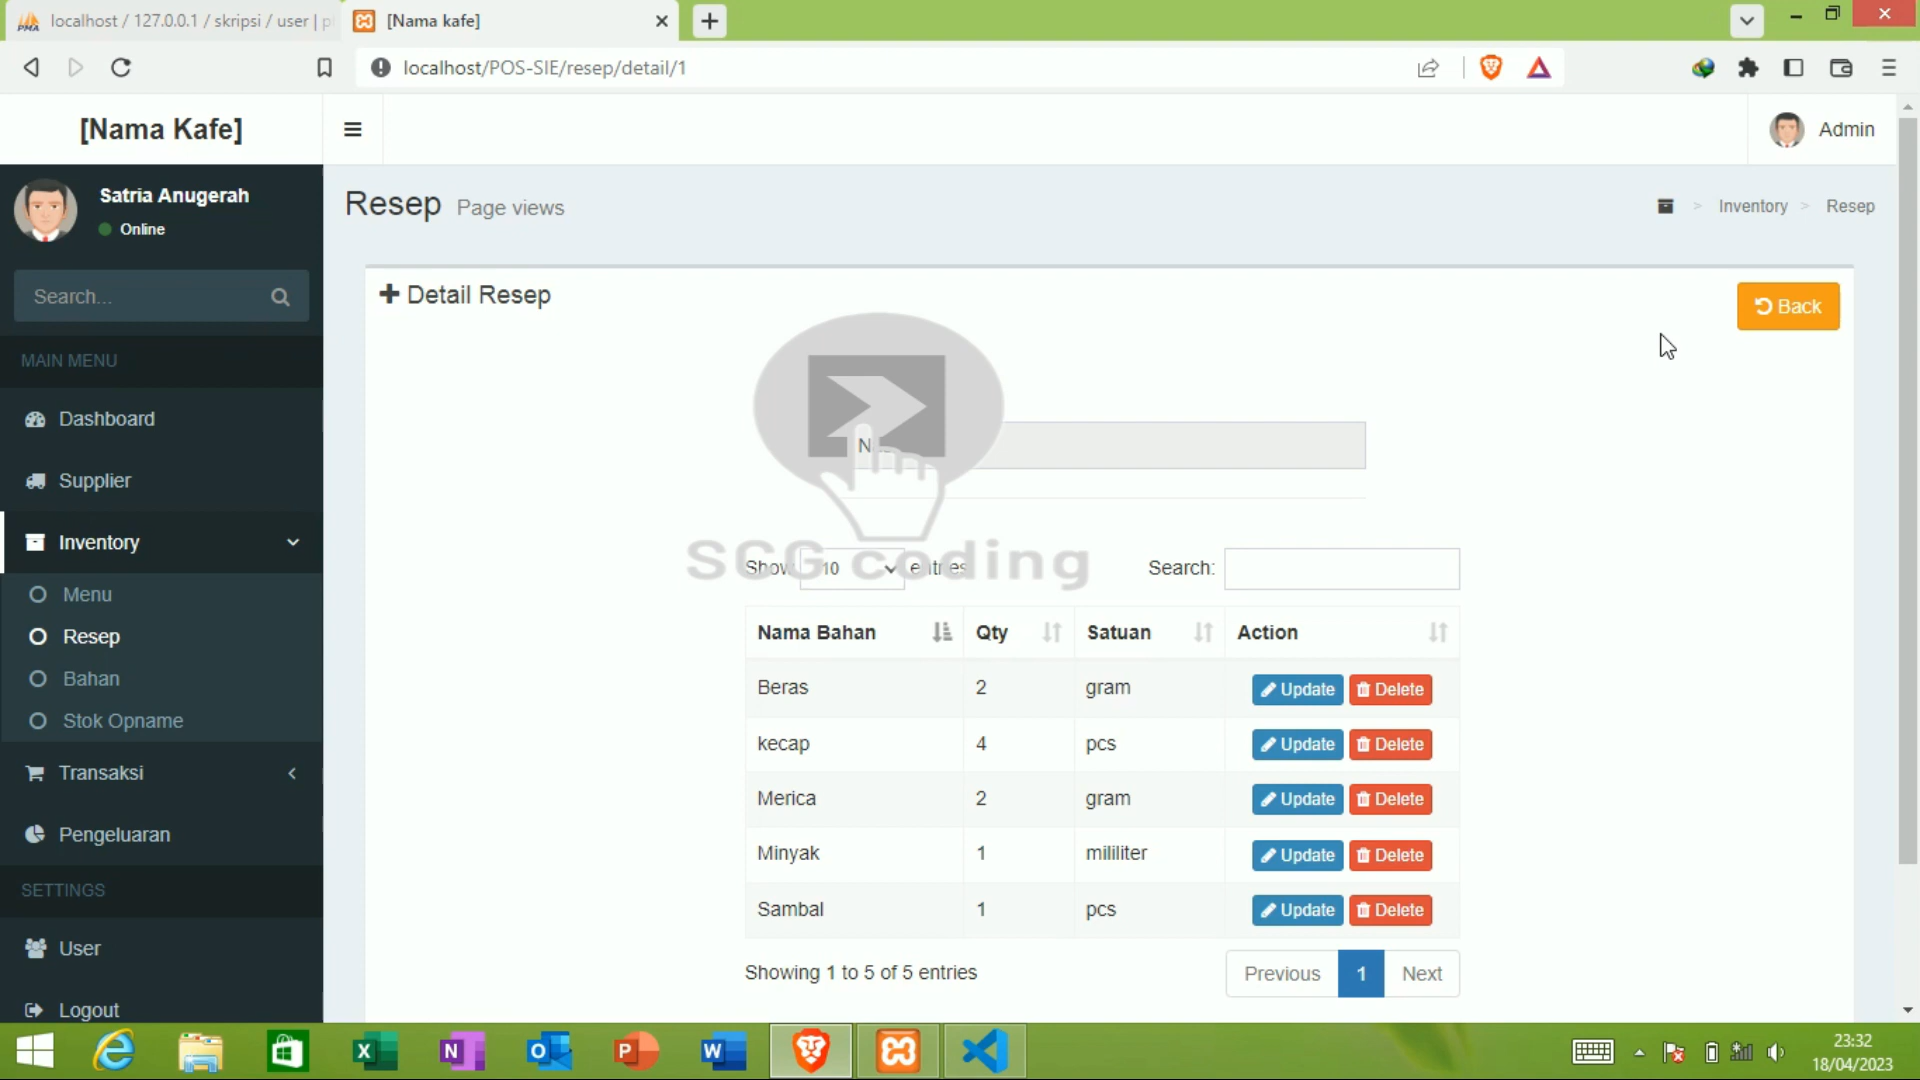 localhost / 127.0.0.1 / skripsi / user | p
[Nama kafe]
localhost/POS-SIE/resep/detail/1
[Nama Kafe]
Admin
Satria Anugerah
Online
Resep Page views
> Inventory > Resep
Search...
Detail Resep
Back
MAIN MENU
Dashboard
Supplier
Inventory
Menu
Resep
Bahan
Stok Opname
Transaksi
Pengeluaran
SETTINGS
User
Logout
SCG coding
Show 10 entries
Search:
Nama Bahan Qty Satuan Action
Beras 2 gram Update Delete
kecap 4 pcs Update Delete
Merica 2 gram Update Delete
Minyak 1 mililiter Update Delete
Sambal 1 pcs Update Delete
Showing 1 to 5 of 5 entries
Previous 1 Next
23:32
18/04/2023